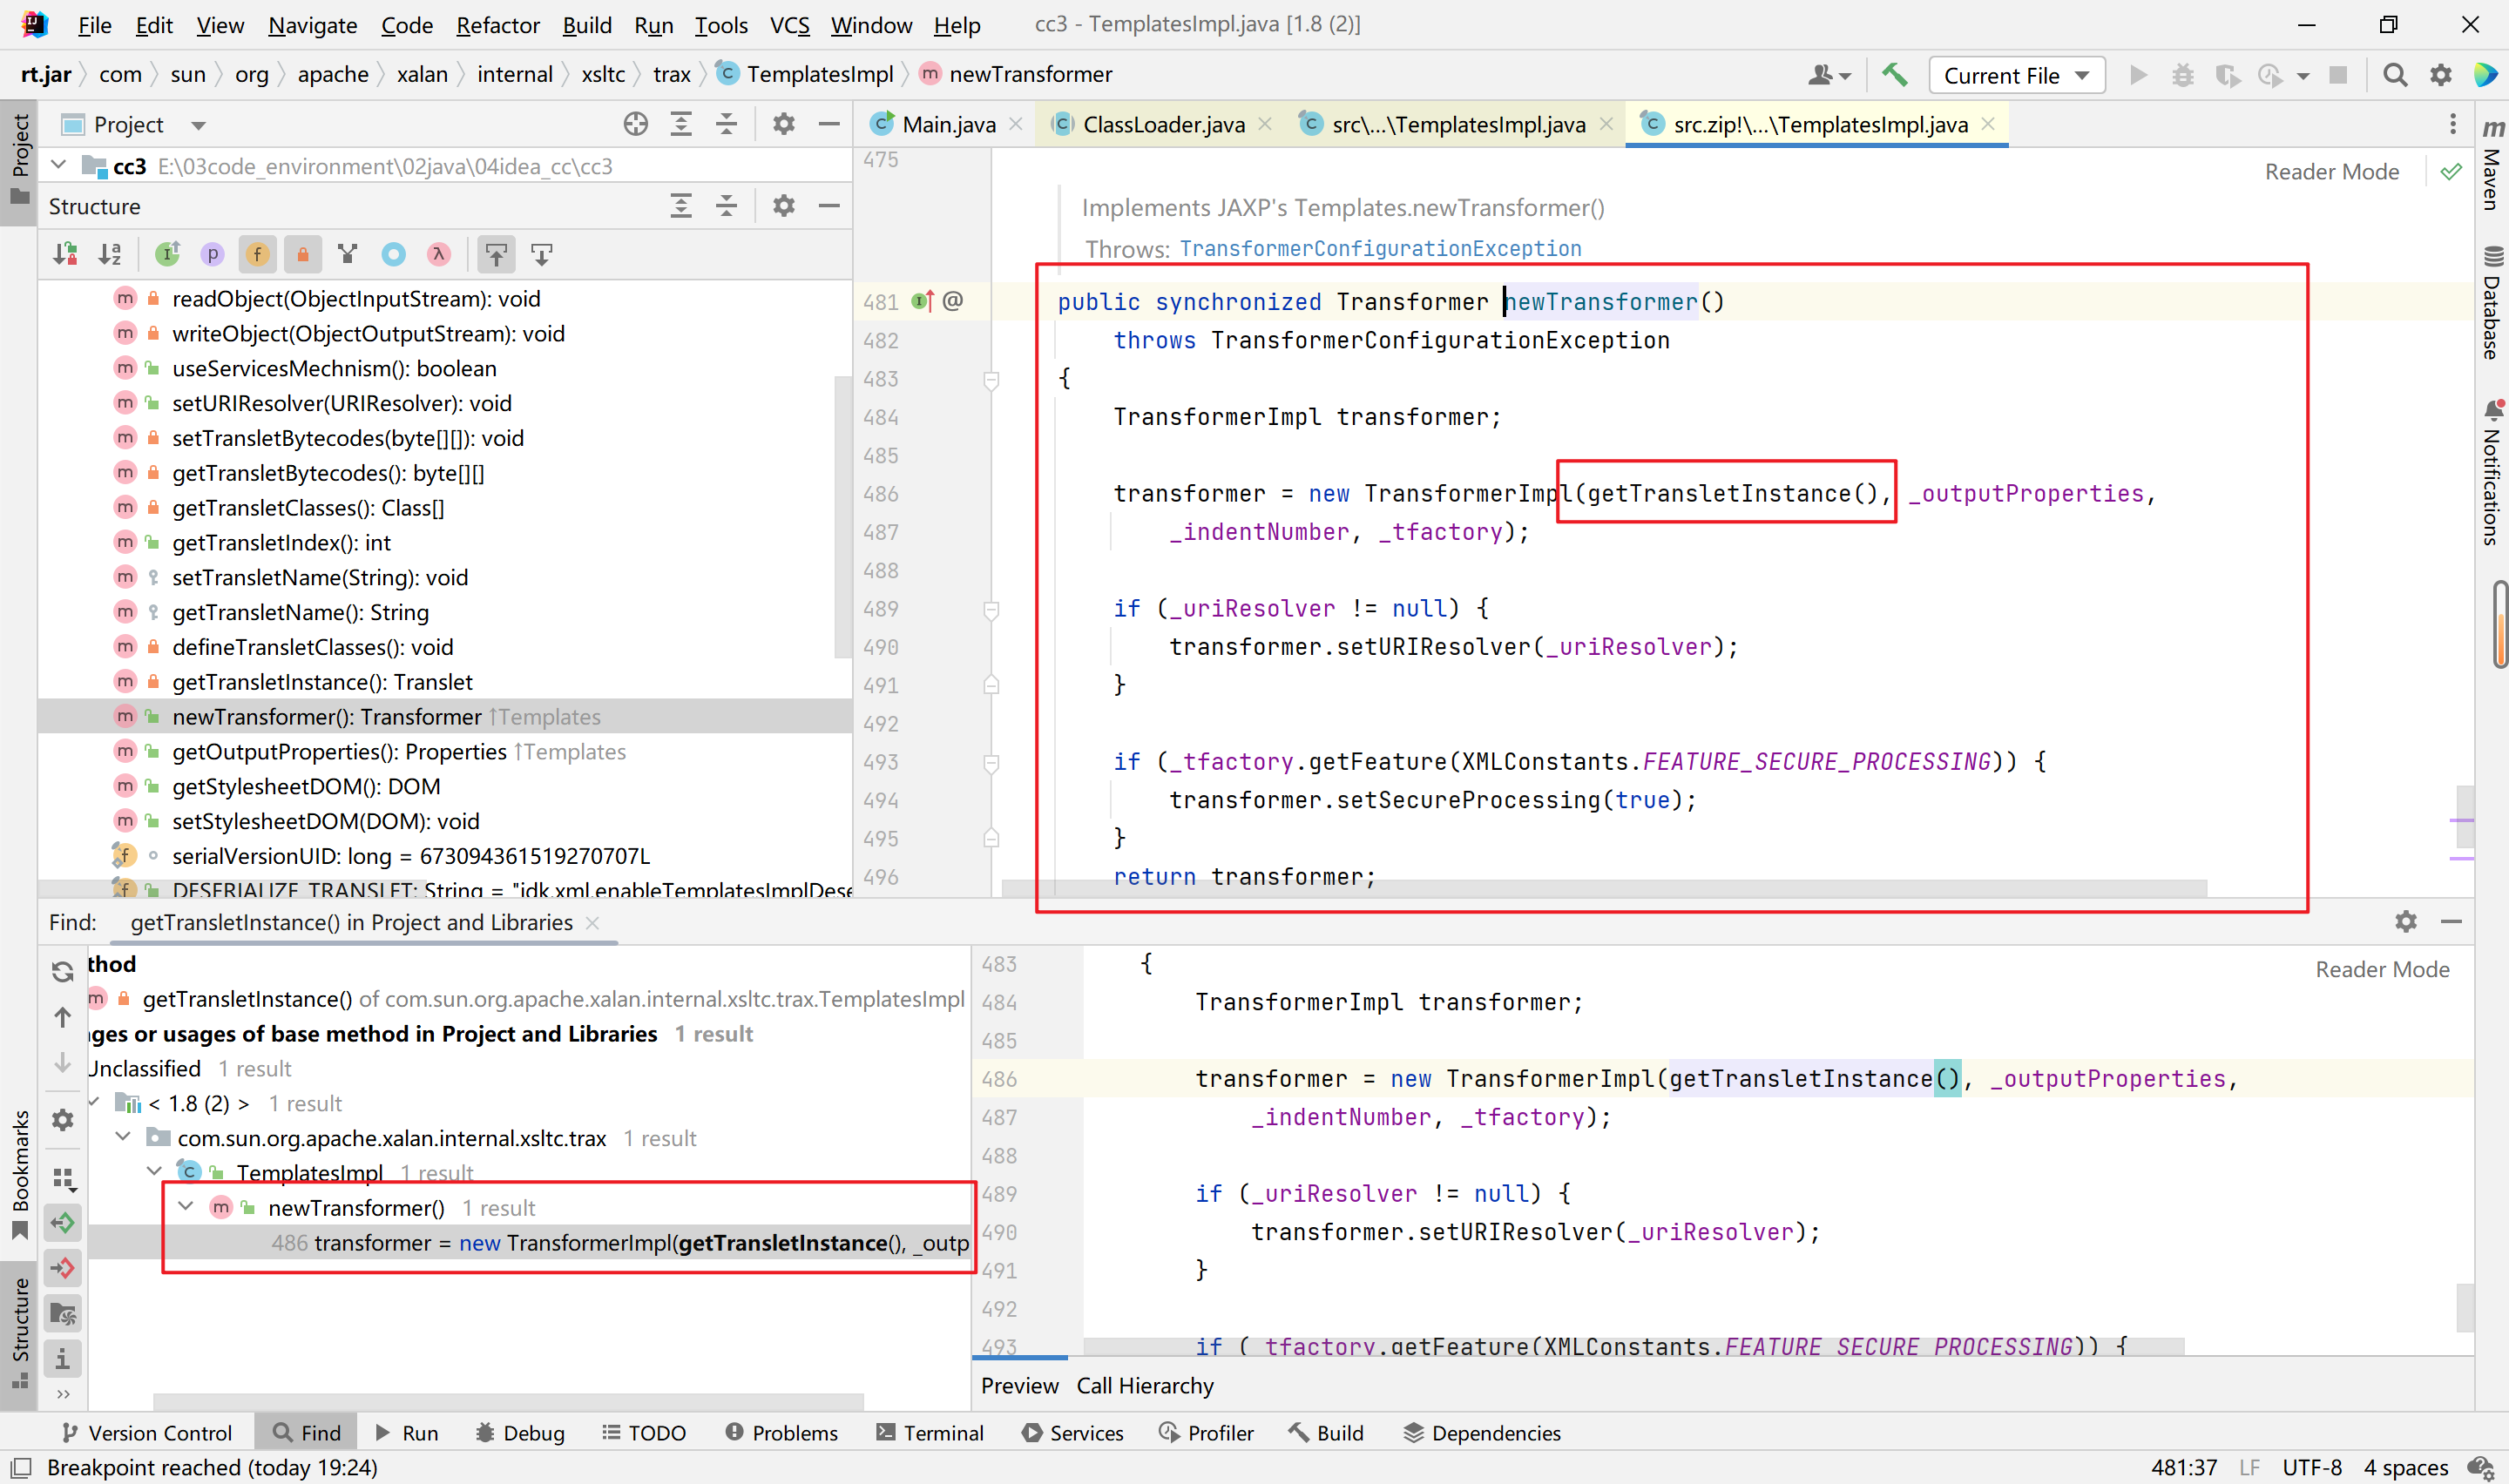 File Edit View Navigate Code Refactor Build Run Tools VCS Window Help cc3 - TemplatesImpl.java [1.8 (2)]
rt.jar com sun org apache xalan internal xsltc trax TemplatesImpl newTransformer Current File
Project
Main.java ClassLoader.java src\...\TemplatesImpl.java src.zip!\...\TemplatesImpl.java
cc3 E:\03code_environment\02java\04idea_cc\cc3
Structure
readObject(ObjectInputStream): void
writeObject(ObjectOutputStream): void
useServicesMechnism(): boolean
setURIResolver(URIResolver): void
setTransletBytecodes(byte[][]): void
getTransletBytecodes(): byte[][]
getTransletClasses(): Class[]
getTransletIndex(): int
setTransletName(String): void
getTransletName(): String
defineTransletClasses(): void
getTransletInstance(): Translet
newTransformer(): Transformer ↑Templates
getOutputProperties(): Properties ↑Templates
getStylesheetDOM(): DOM
setStylesheetDOM(DOM): void
serialVersionUID: long = 673094361519270707L
DESERIALIZE_TRANSLET: String = "jdk.xml.enableTemplatesImplDese
475
Reader Mode
Implements JAXP's Templates.newTransformer()
Throws: TransformerConfigurationException
481 @ public synchronized Transformer newTransformer()
482 throws TransformerConfigurationException
483 {
484 TransformerImpl transformer;
485
486 transformer = new TransformerImpl(getTransletInstance(), _outputProperties,
487 _indentNumber, _tfactory);
488
489 if (_uriResolver != null) {
490 transformer.setURIResolver(_uriResolver);
491 }
492
493 if (_tfactory.getFeature(XMLConstants.FEATURE_SECURE_PROCESSING)) {
494 transformer.setSecureProcessing(true);
495 }
496 return transformer;
Find: getTransletInstance() in Project and Libraries
thod
getTransletInstance() of com.sun.org.apache.xalan.internal.xsltc.trax.TemplatesImpl
ges or usages of base method in Project and Libraries 1 result
Unclassified 1 result
< 1.8 (2) > 1 result
com.sun.org.apache.xalan.internal.xsltc.trax 1 result
TemplatesImpl 1 result
newTransformer() 1 result
486 transformer = new TransformerImpl(getTransletInstance(), _outp
483 {
Reader Mode
484 TransformerImpl transformer;
485
486 transformer = new TransformerImpl(getTransletInstance(), _outputProperties,
487 _indentNumber, _tfactory);
488
489 if (_uriResolver != null) {
490 transformer.setURIResolver(_uriResolver);
491 }
492
493 if (_tfactory.getFeature(XMLConstants.FEATURE_SECURE_PROCESSING)) {
Preview Call Hierarchy
Project
Bookmarks
Structure
Maven
Database
Notifications
Version Control Find Run Debug TODO Problems Terminal Services Profiler Build Dependencies
Breakpoint reached (today 19:24) 481:37 LF UTF-8 4 spaces